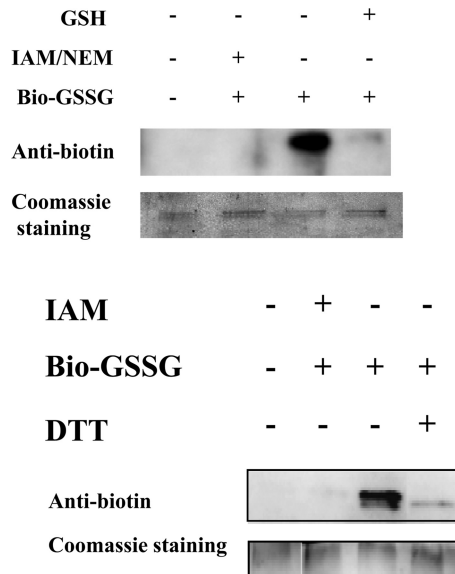 GSH - - - +
IAM/NEM - + - -
Bio-GSSG - + + +
Anti-biotin
Coomassie
staining
IAM - + - -
Bio-GSSG - + + +
DTT - - - +
Anti-biotin
Coomassie staining